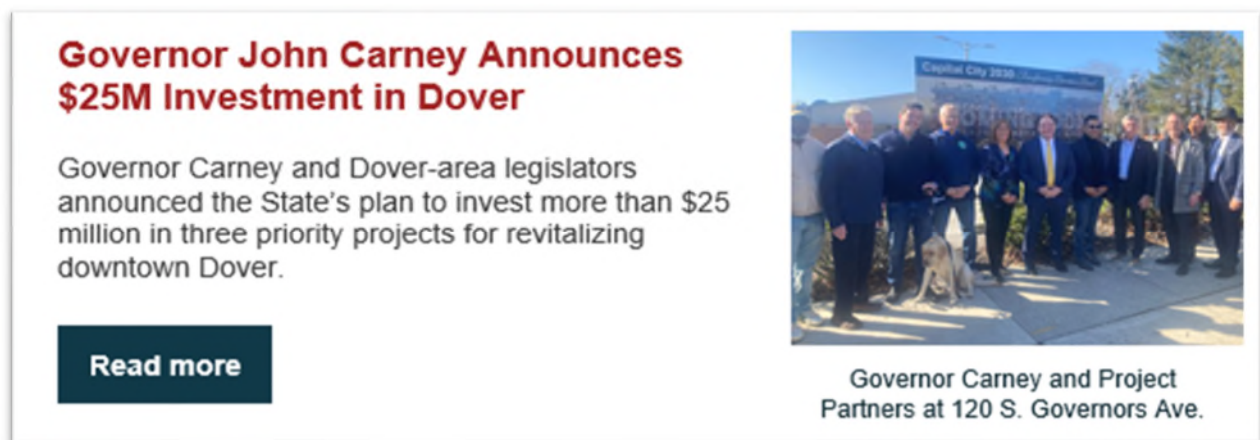 Governor John Carney Announces
$25M Investment in Dover
Governor Carney and Dover-area legislators
announced the State's plan to invest more than $25
million in three priority projects for revitalizing
downtown Dover.
Read more
Capital City 2030
Governor Carney and Project
Partners at 120 S. Governors Ave.